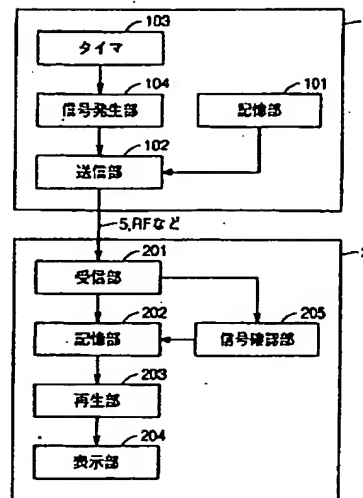 103
タイマ
104
信号発生部
101
記憶部
102
送信部
5,RFなど
201
受信部
202
記憶部
205
信号確認部
203
再生部
204
表示部